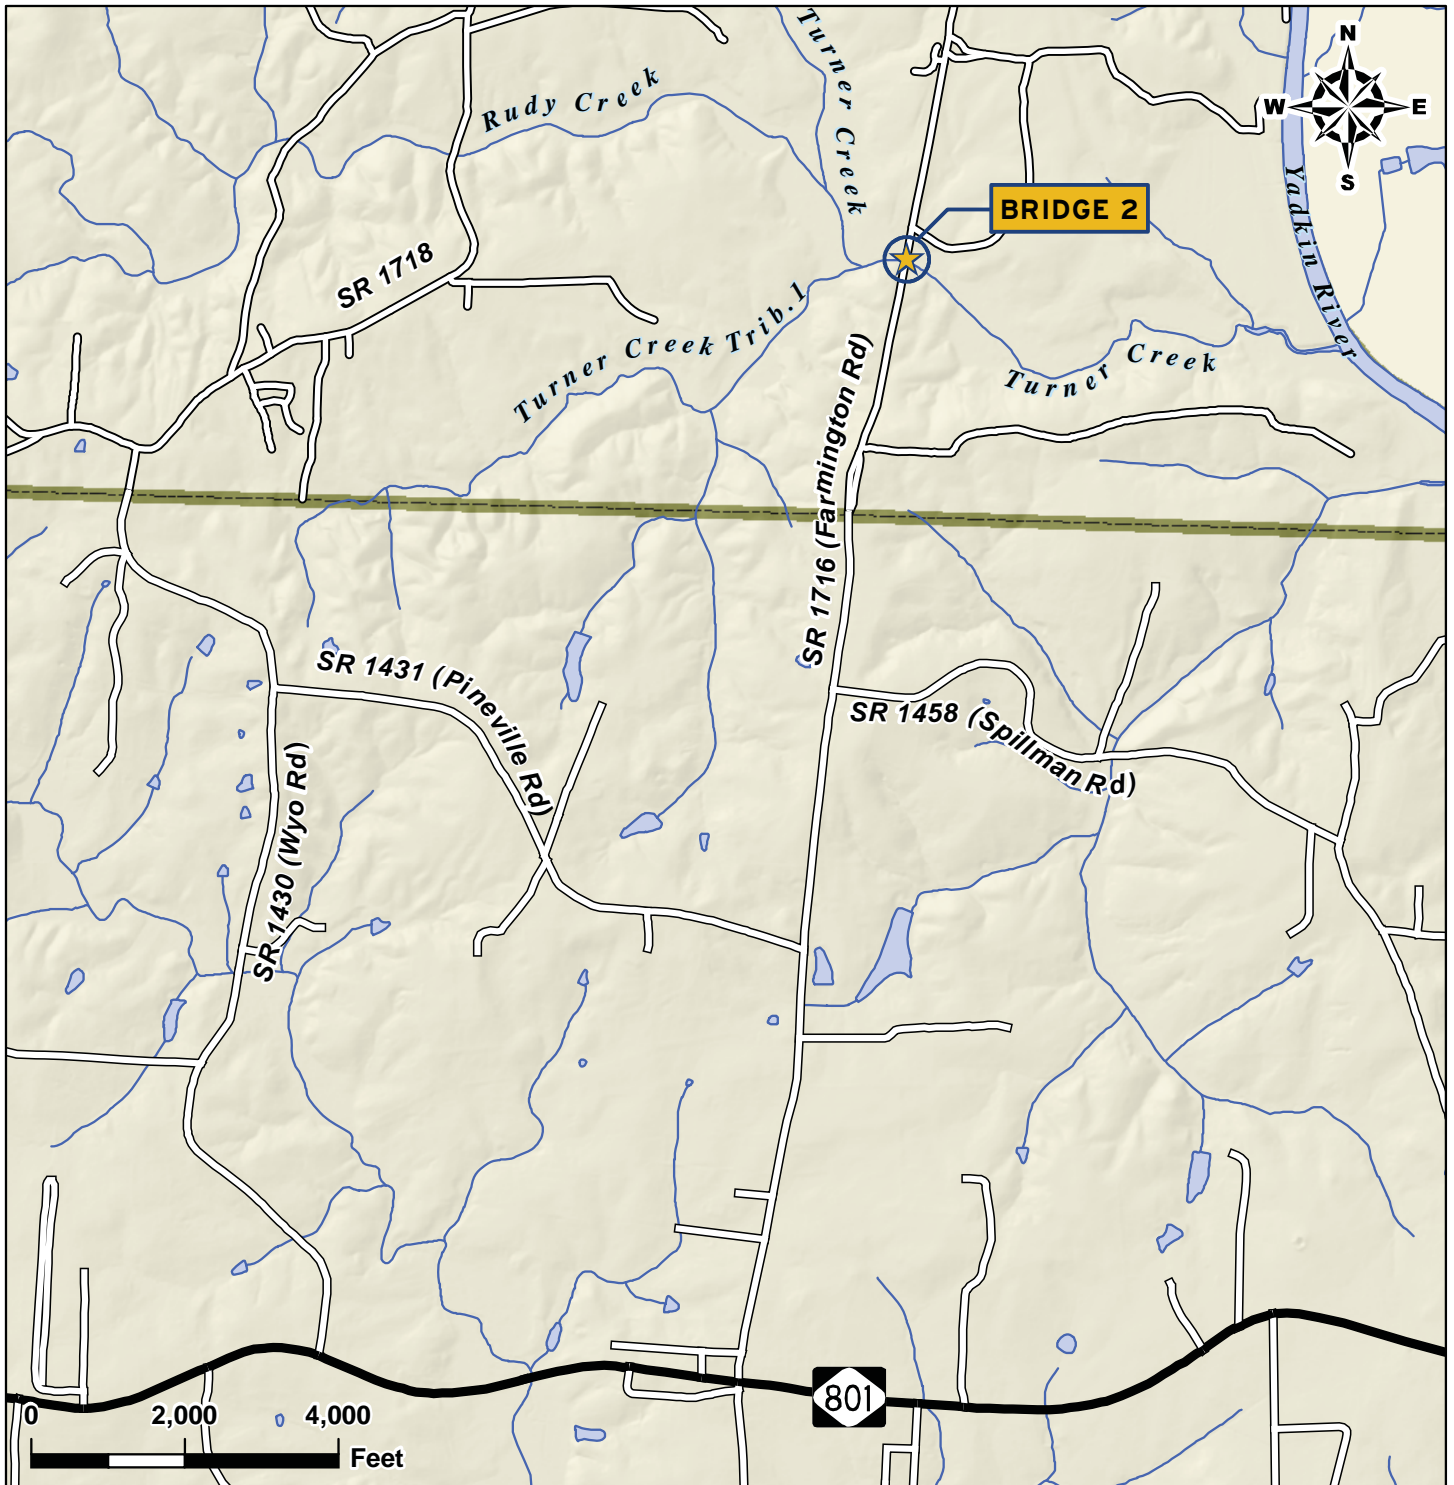 N
W E
S
Turner Creek
Rudy Creek
Yadkin River
BRIDGE 2
SR 1718
Turner Creek Trib.1
Turner Creek
SR 1716 (Farmington Rd)
SR 1431 (Pineville Rd)
SR 1458 (Spillman Rd)
SR 1430 (Wyo Rd)
801
0 2,000 4,000
Feet